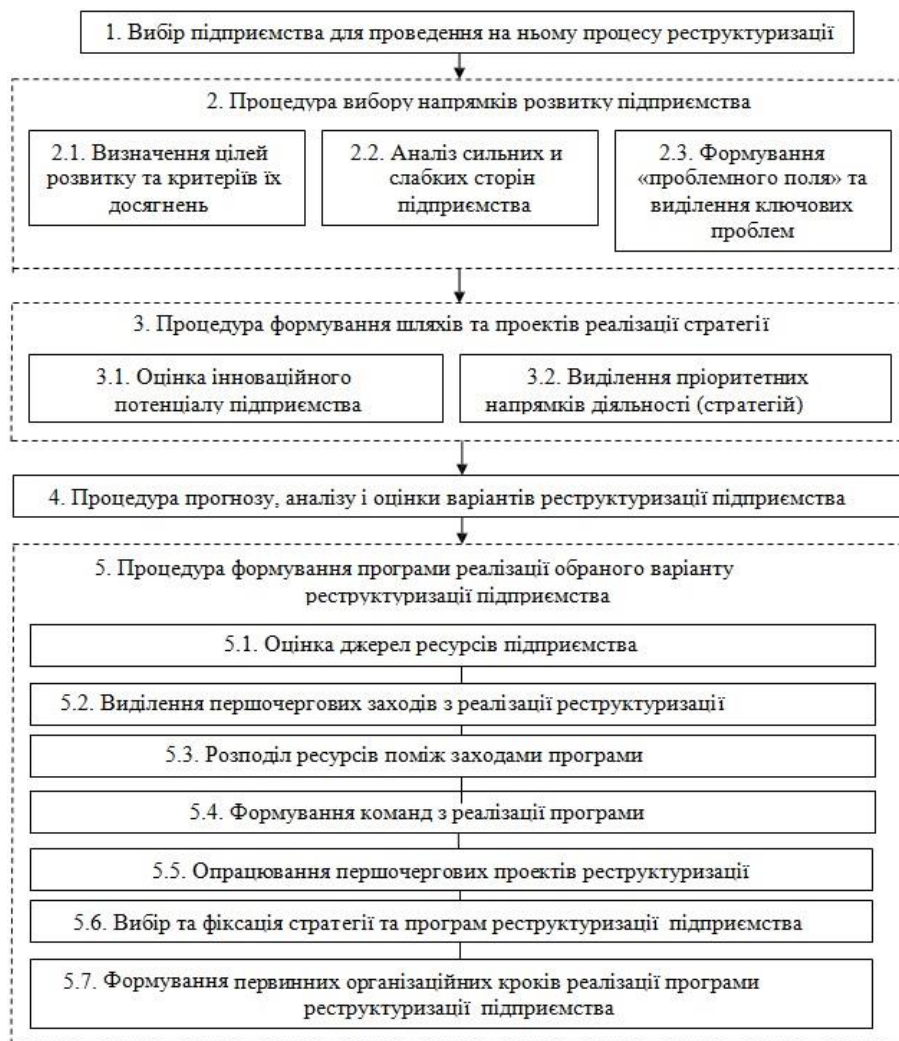 1. Вибір підприємства для проведення на ньому процесу реструктуризації
2. Процедура вибору напрямків розвитку підприємства
2.1. Визначення цілей
розвитку та критеріїв їх
досягнень
2.2. Аналіз сильних и
слабких сторін
підприємства
2.3. Формування
«проблемного поля» та
виділення ключових
проблем
3. Процедура формування шляхів та проектів реалізації стратегії
3.1. Оцінка інноваційного
потенціалу підприємства
3.2. Виділення пріоритетних
напрямків діяльності (стратегій)
4. Процедура прогнозу, аналізу і оцінки варіантів реструктуризації підприємства
5. Процедура формування програми реалізації обраного варіанту
реструктуризації підприємства
5.1. Оцінка джерел ресурсів підприємства
5.2. Виділення першочергових заходів з реалізації реструктуризації
5.3. Розподіл ресурсів поміж заходами програми
5.4. Формування команд з реалізації програми
5.5. Опрацювання першочергових проектів реструктуризації
5.6. Вибір та фіксація стратегії та програм реструктуризації підприємства
5.7. Формування первинних організаційних кроків реалізації програми
реструктуризації підприємства